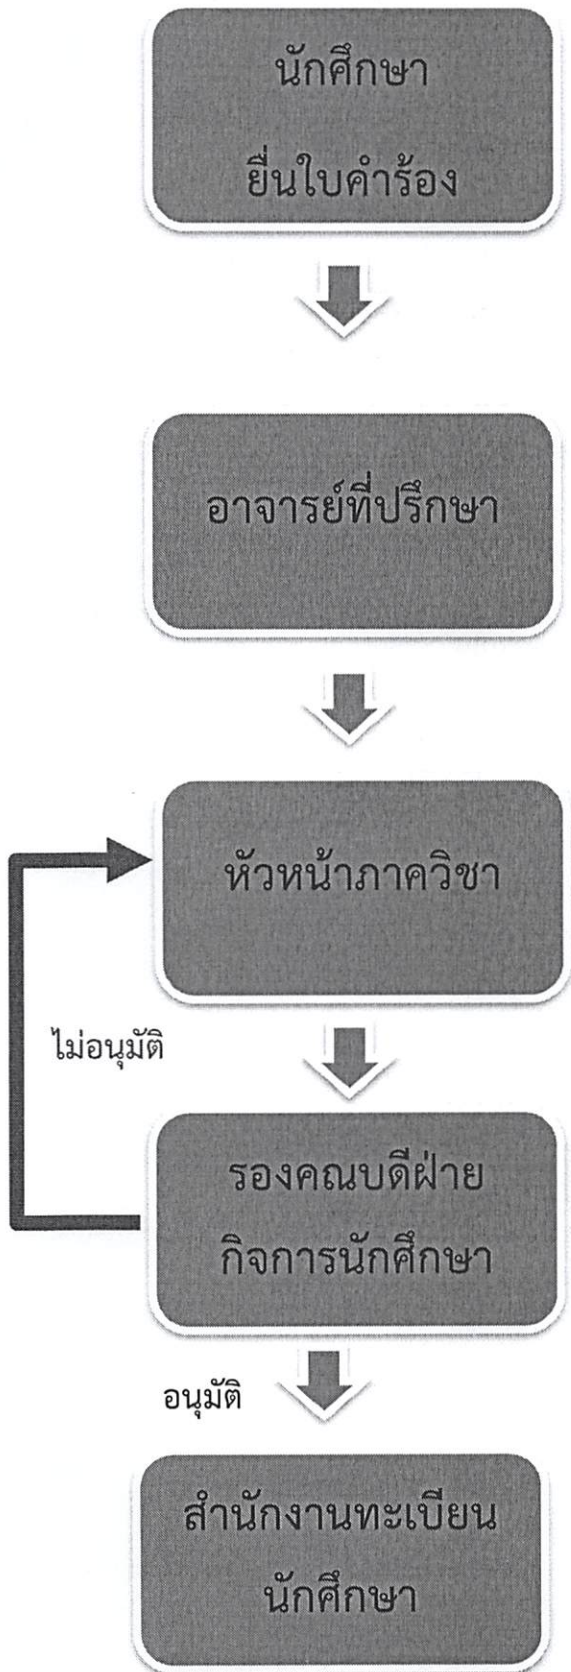 นักศึกษา
ยื่นใบคำร้อง
อาจารย์ที่ปรึกษา
หัวหน้าภาควิชา
ไม่อนุมัติ
รองคณบดีฝ่าย
กิจการนักศึกษา
อนุมัติ
สำนักงานทะเบียน
นักศึกษา